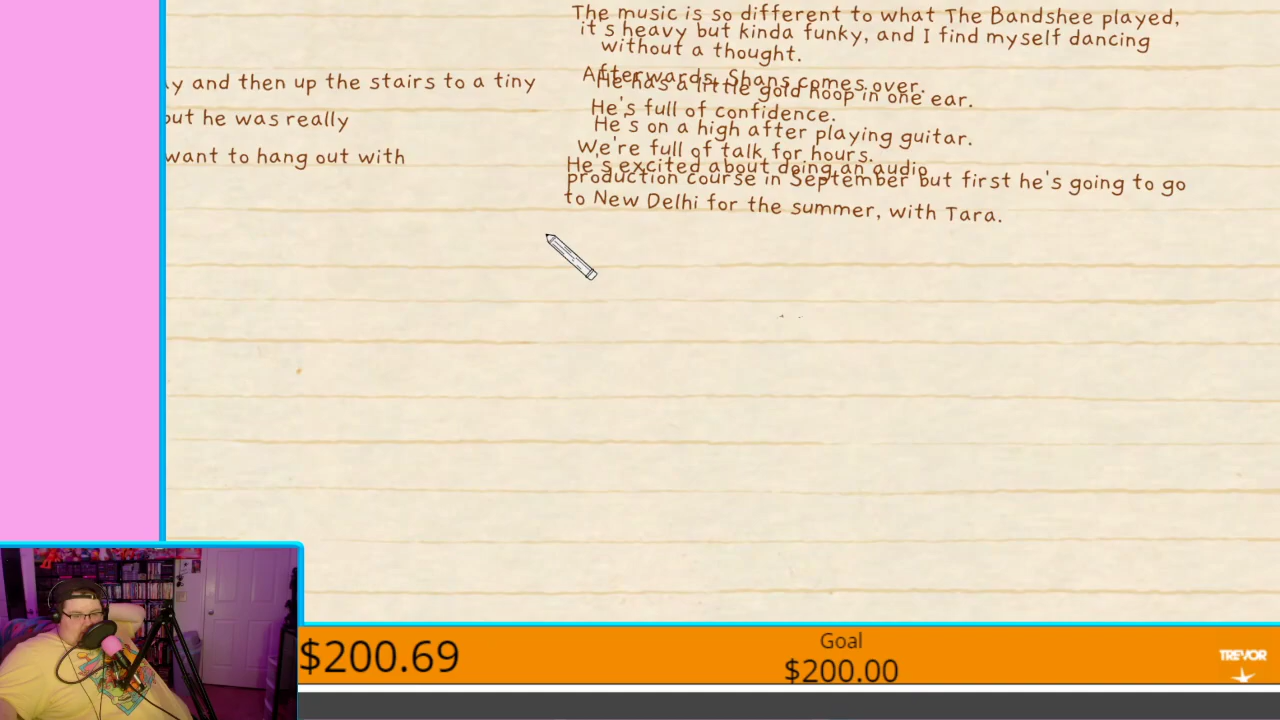 The music is so different to what The Bandshee played,
it's heavy but kinda funky, and I find myself dancing
without a thought.
Afterwards, Shans comes over.
He has a little gold hoop in one ear.
He's full of confidence.
He's on a high after playing guitar.
We're full of talk for hours.
He's excited about doing an audio
production course in September but first he's going to go
to New Delhi for the summer, with Tara.
and then up the stairs to a tiny
but he was really
want to hang out with
$200.69
Goal
$200.00
TREVOR